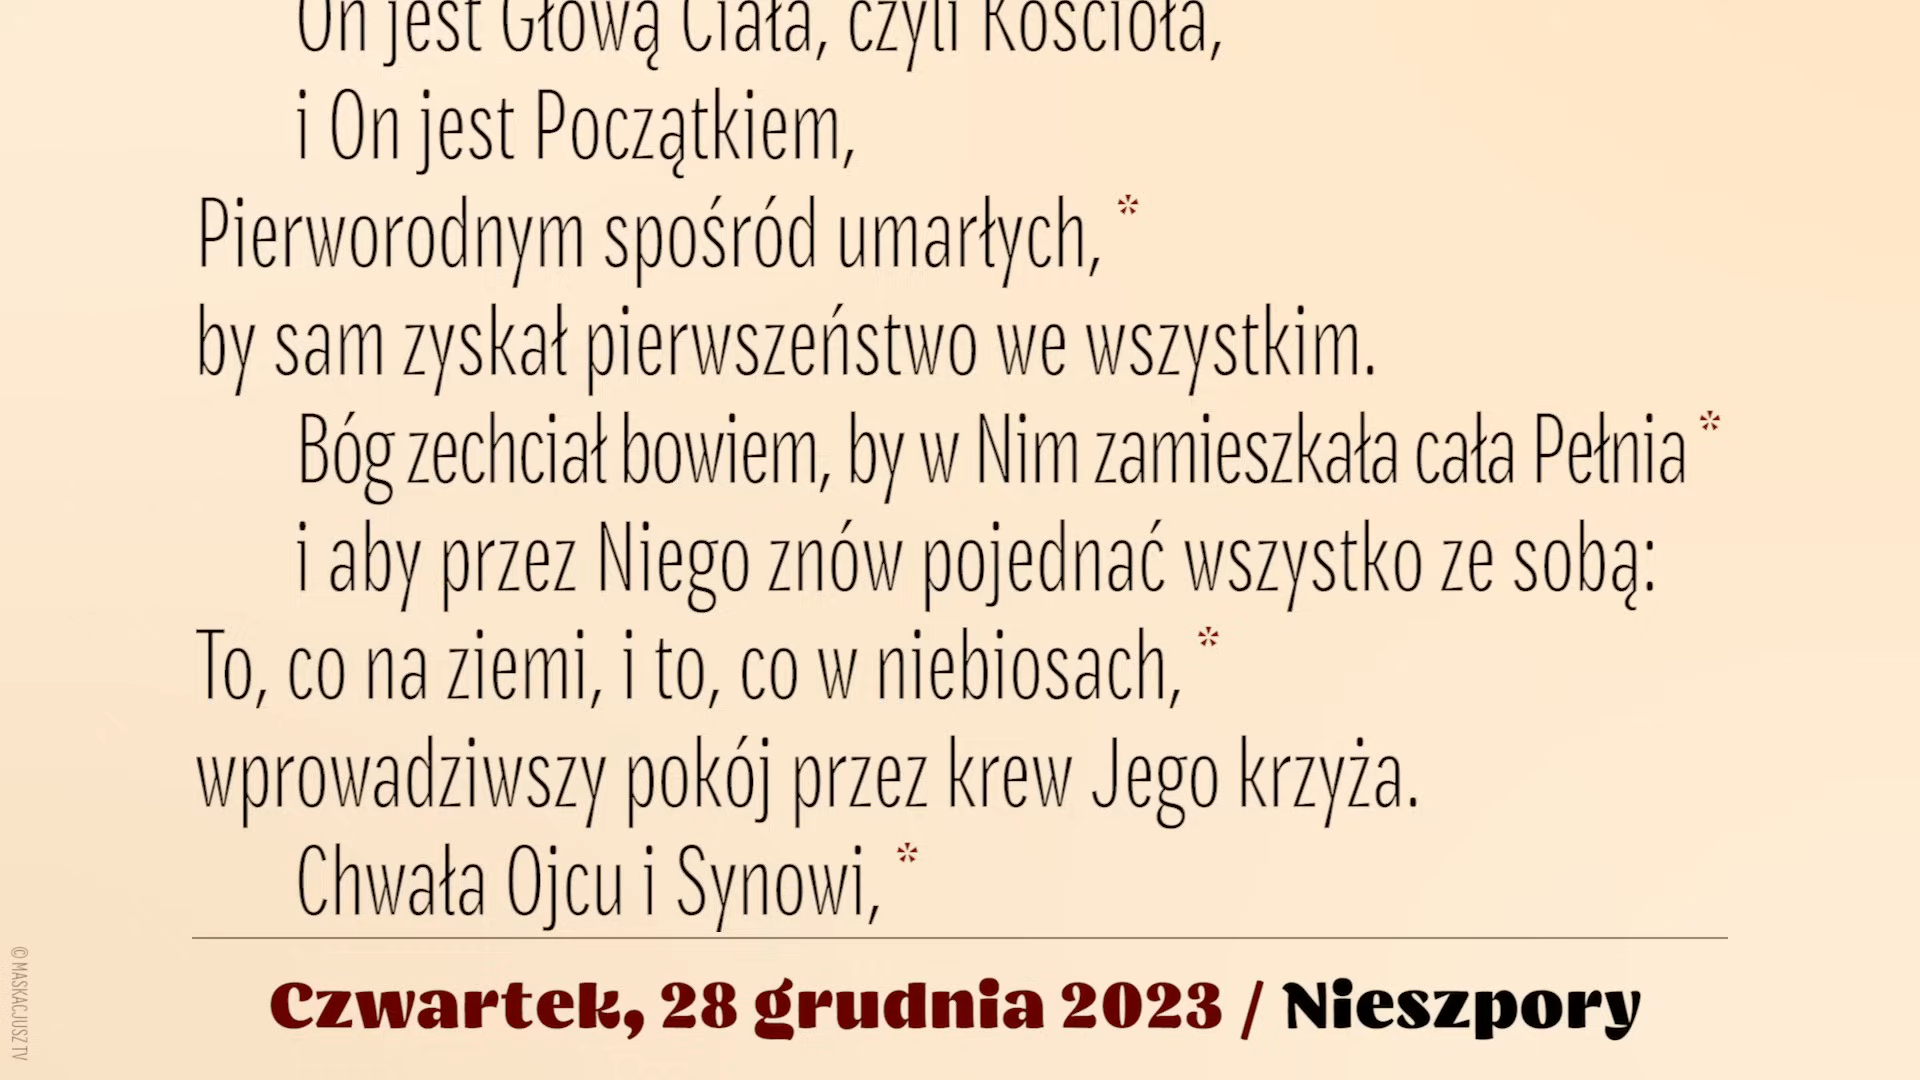 On jest Głową Ciała, czyli Kościoła,
i On jest Początkiem,
Pierworodnym spośród umarłych, *
by sam zyskał pierwszeństwo we wszystkim.
Bóg zechciał bowiem, by w Nim zamieszkała cała Pełnia *
i aby przez Niego znów pojednać wszystko ze sobą:
To, co na ziemi, i to, co w niebiosach, *
wprowadziwszy pokój przez krew Jego krzyża.
Chwała Ojcu i Synowi, *
Czwartek, 28 grudnia 2023 / Nieszpory
© MASKACJUSZ TV